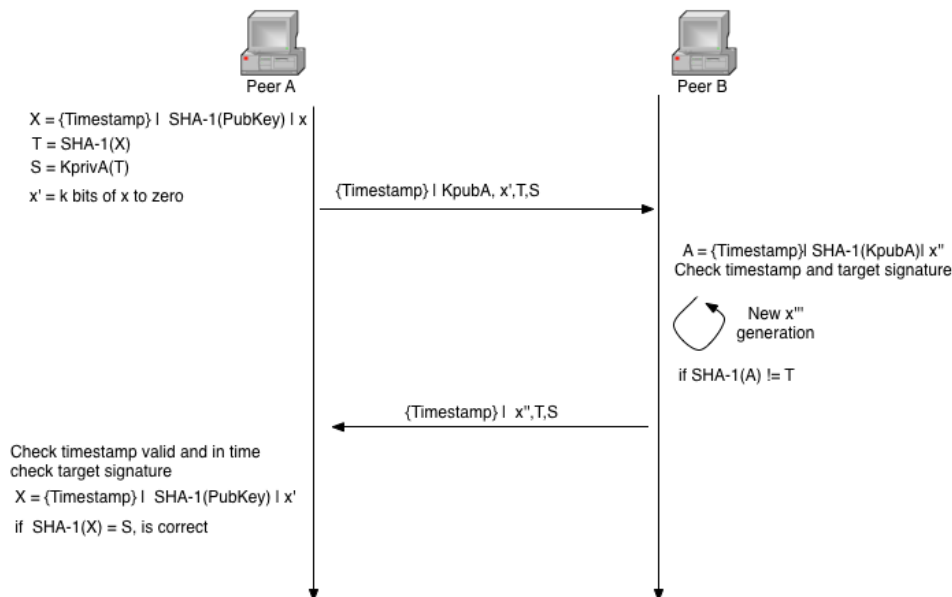 Peer A
Peer B
X = {Timestamp} | SHA-1(PubKey) | x
T = SHA-1(X)
S = KprivA(T)
x' = k bits of x to zero
{Timestamp} | KpubA, x',T,S
A = {Timestamp}| SHA-1(KpubA)| x"
Check timestamp and target signature
New x'''
generation
if SHA-1(A) != T
{Timestamp} | x",T,S
Check timestamp valid and in time
check target signature
X = {Timestamp} | SHA-1(PubKey) | x'
if SHA-1(X) = S, is correct